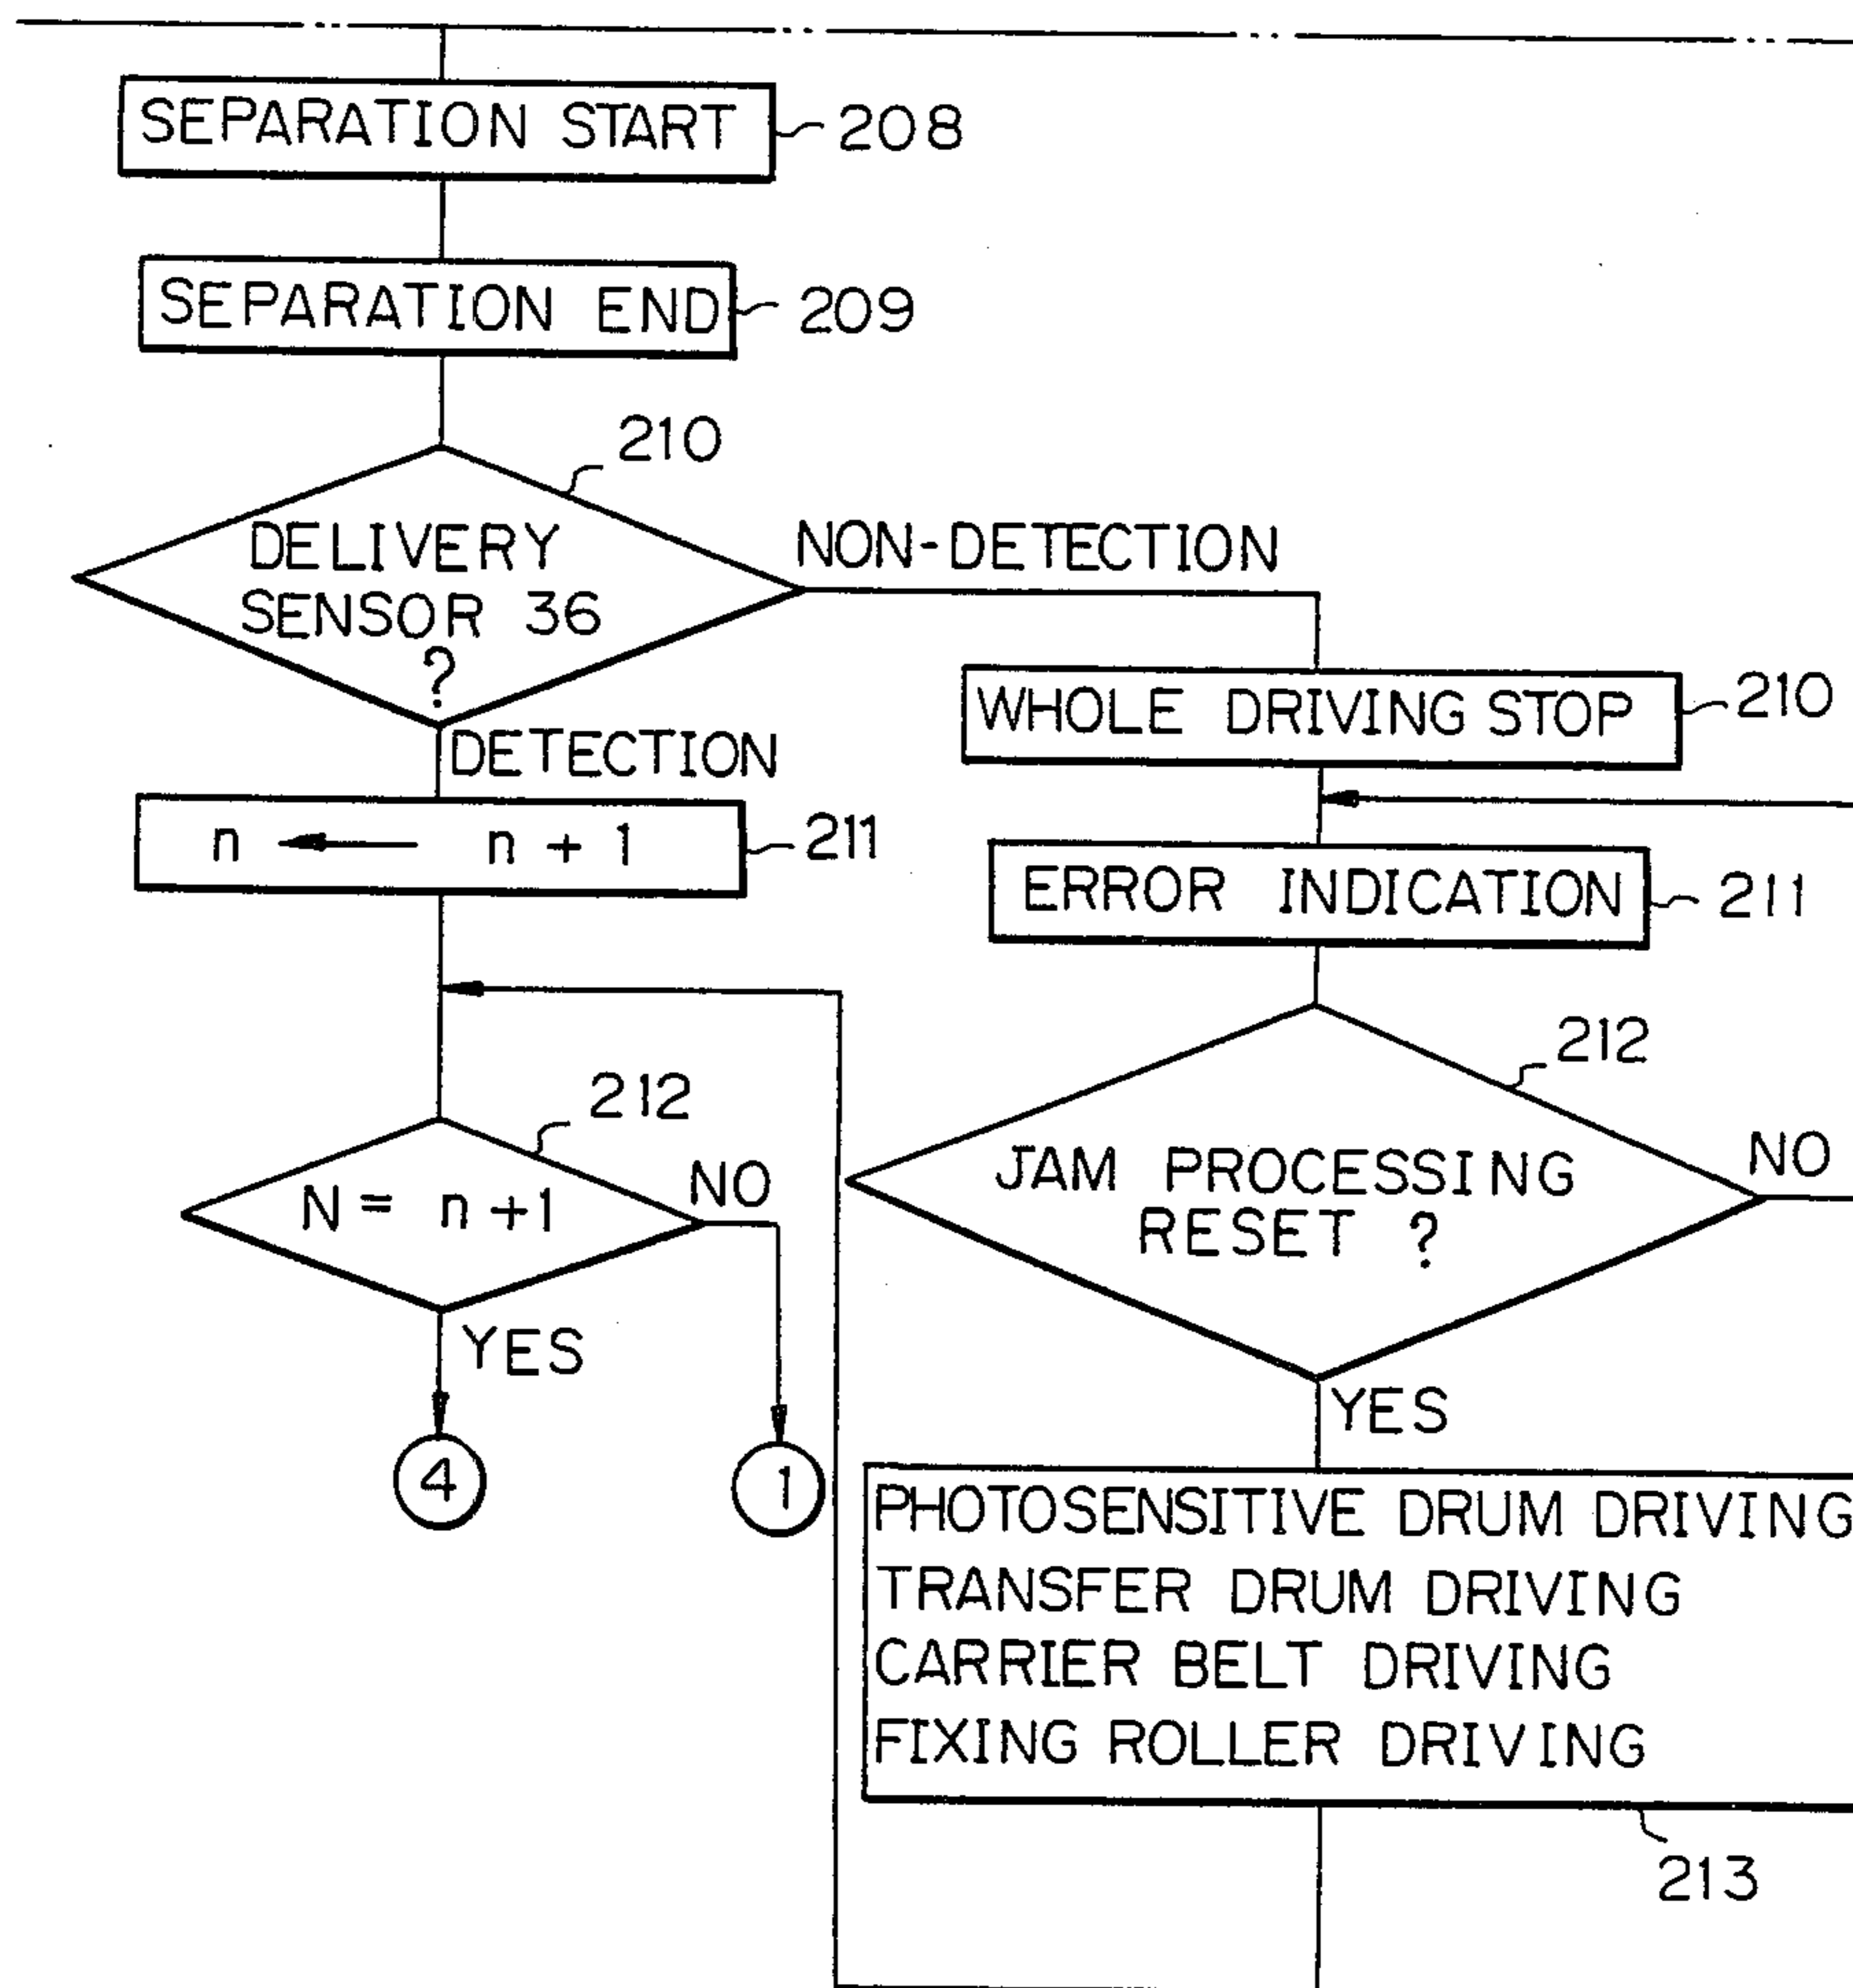 SEPARATION START
208
SEPARATION END
209
210
DELIVERY
SENSOR 36
?
NON-DETECTION
DETECTION
WHOLE DRIVING STOP
210
n ← n + 1
211
ERROR INDICATION
211
212
N = n +1
NO
YES
4
1
212
JAM PROCESSING
RESET ?
NO
YES
PHOTOSENSITIVE DRUM DRIVING
TRANSFER DRUM DRIVING
CARRIER BELT DRIVING
FIXING ROLLER DRIVING
213